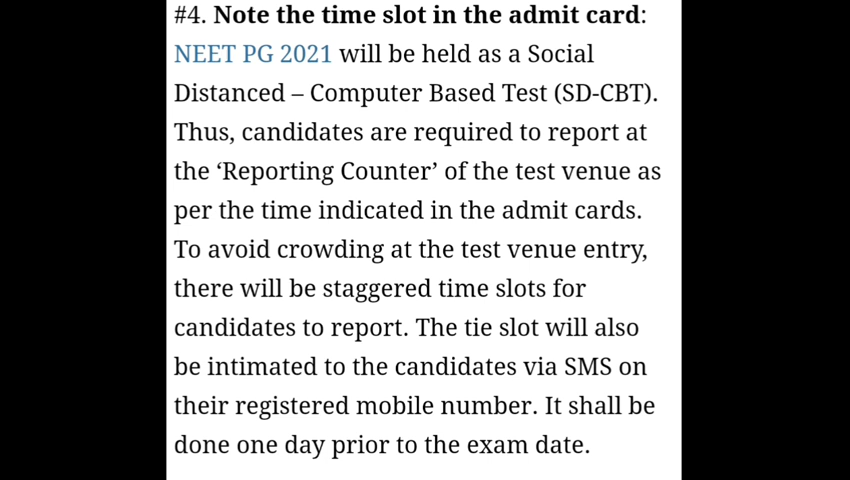 #4. Note the time slot in the admit card:
NEET PG 2021 will be held as a Social
Distanced – Computer Based Test (SD-CBT).
Thus, candidates are required to report at
the ‘Reporting Counter’ of the test venue as
per the time indicated in the admit cards.
To avoid crowding at the test venue entry,
there will be staggered time slots for
candidates to report. The tie slot will also
be intimated to the candidates via SMS on
their registered mobile number. It shall be
done one day prior to the exam date.